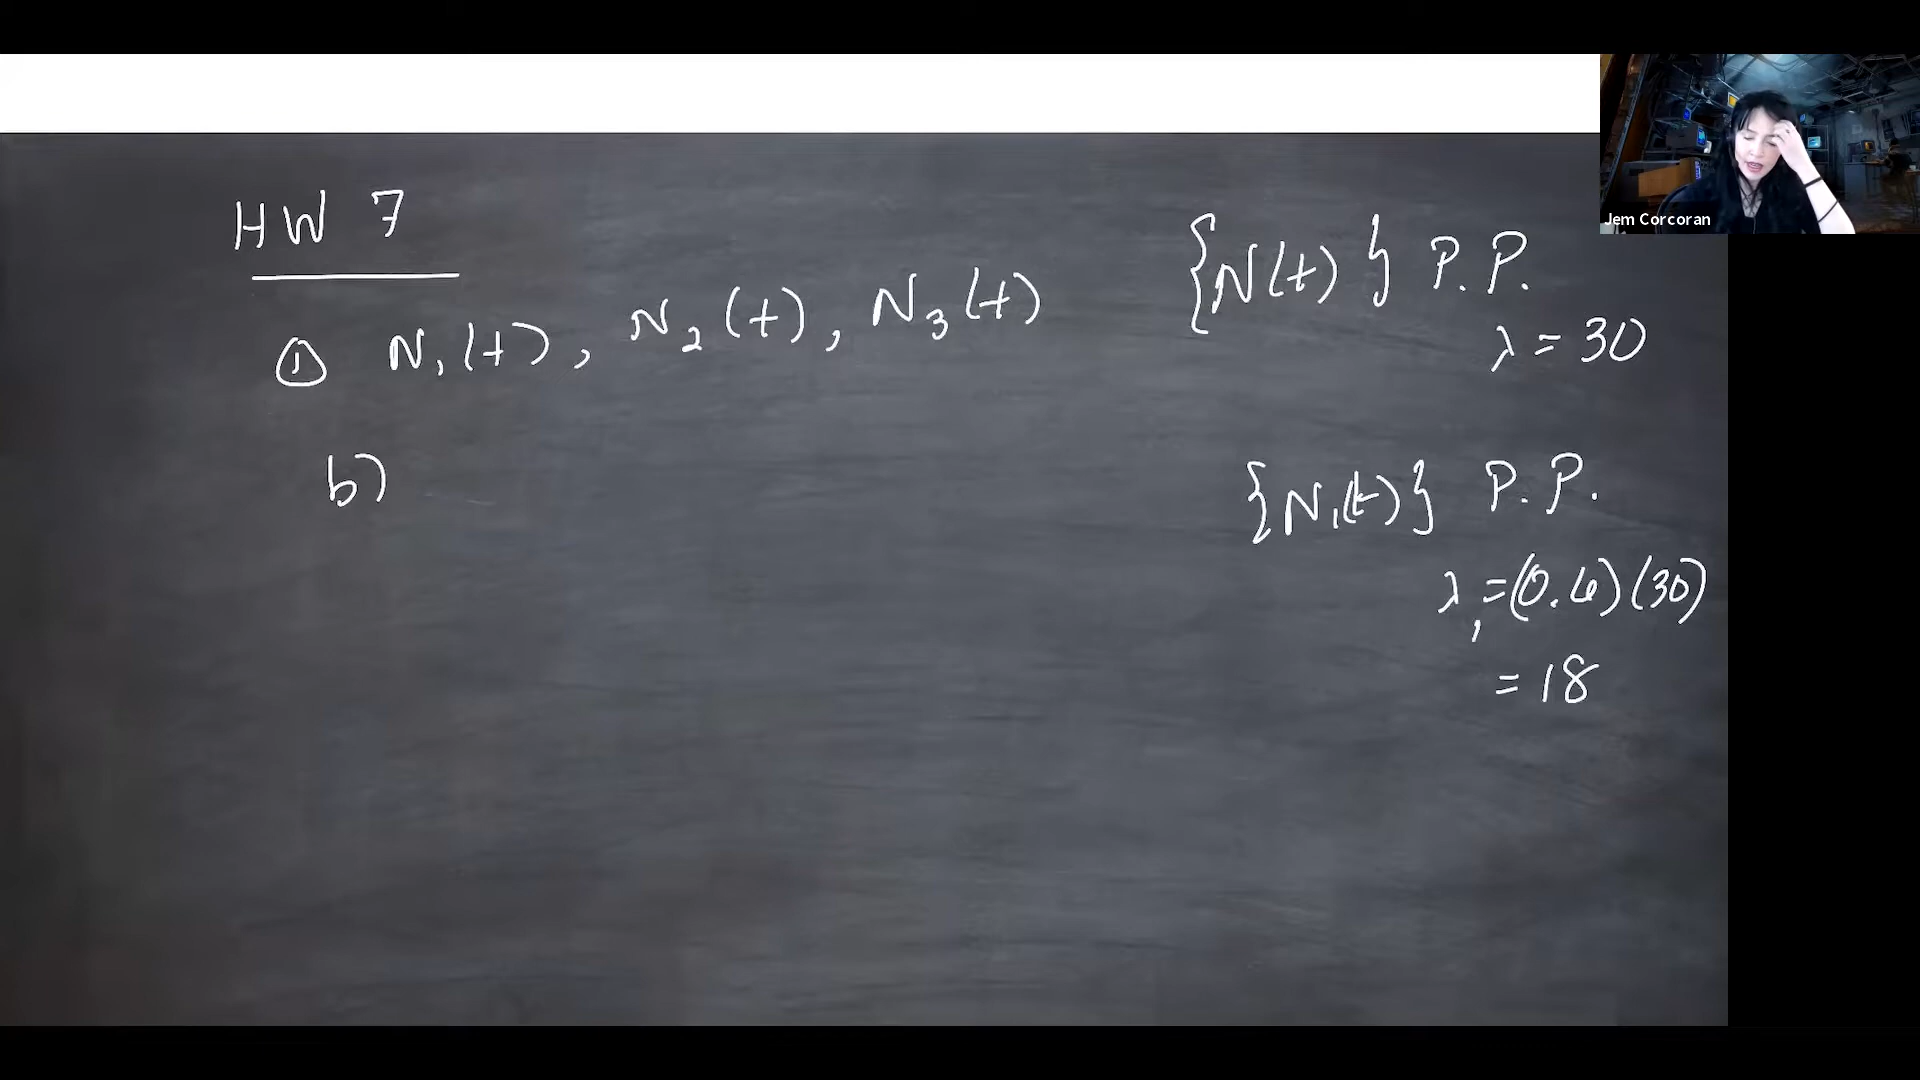 HW 7
① N₁(t), N₂(t), N₃(t)
b)
{N(t)} P.P.
λ = 30
{N₁(t)} P.P.
λ₁ = (0.6)(30)
= 18
Jem Corcoran